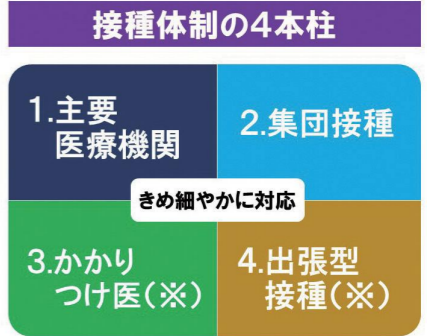 接種体制の4本柱
1.主要
医療機関
2.集団接種
きめ細やかに対応
3.かかり
つけ医(※)
4.出張型
接種(※)